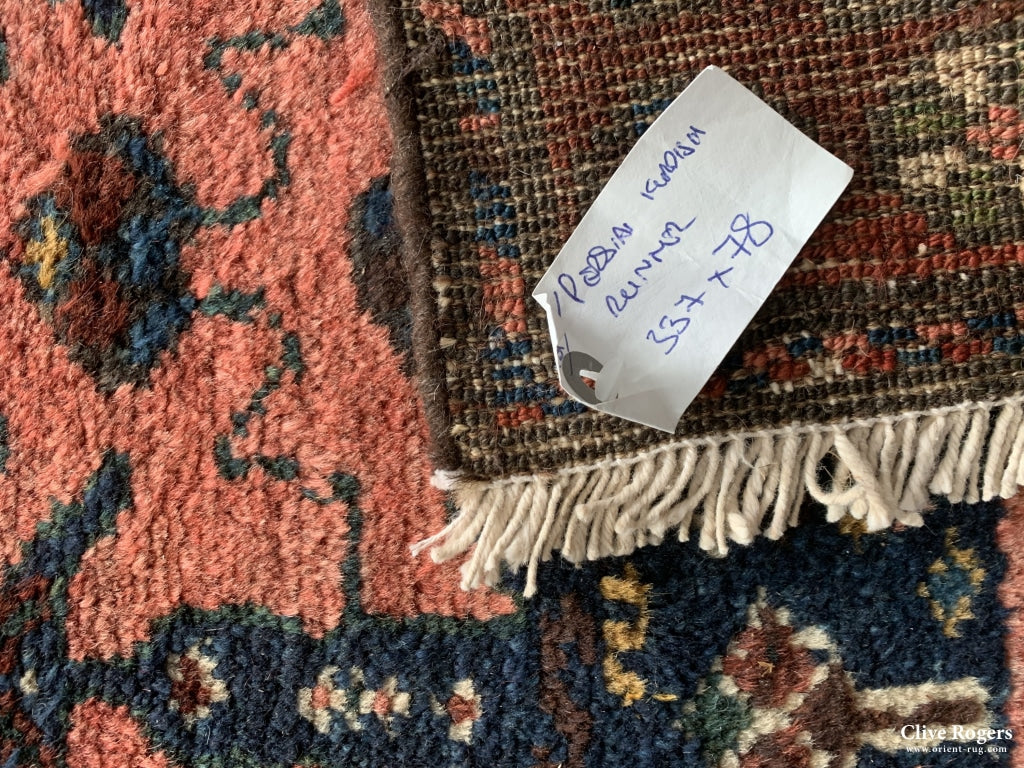 PERSIAN KURDISH
RUNNER
337 x 78
Clive Rogers
www.orient-rug.com